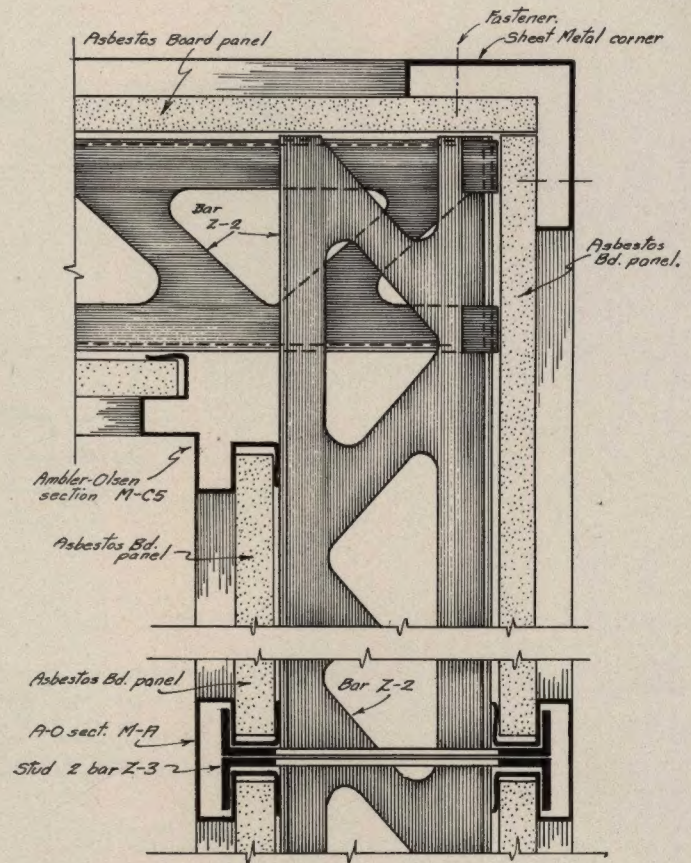 Fastener.
Sheet Metal corner
Asbestos Board panel
Bar
Z-2
Asbestos
Bd. panel.
Ambler-Olsen
section M-C5
Asbestos Bd.
panel
Asbestos Bd. panel
Bar Z-2
A-O sect. M-A
Stud 2 bar Z-3